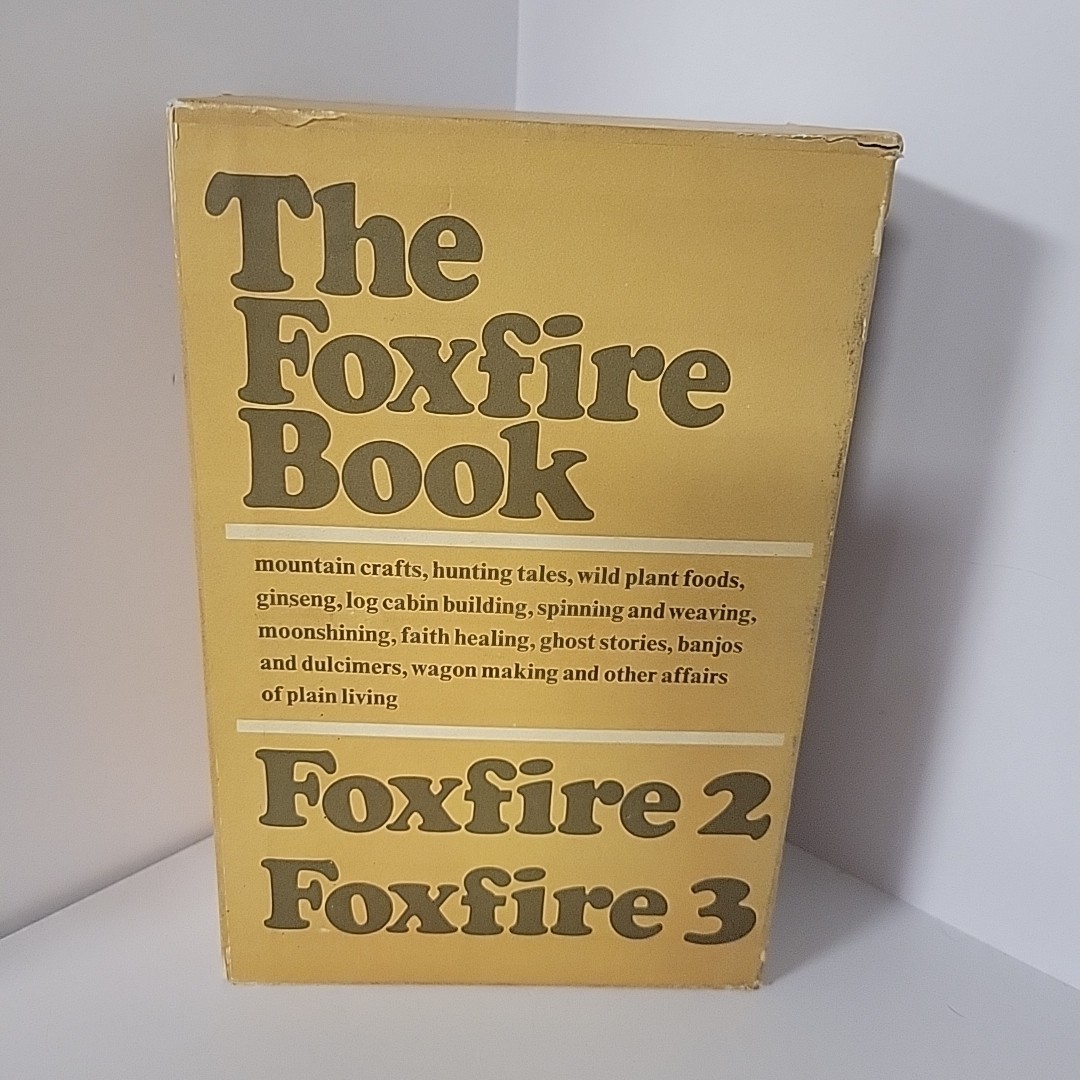 The
Foxfire
Book
mountain crafts, hunting tales, wild plant foods,
ginseng, log cabin building, spinning and weaving,
moonshining, faith healing, ghost stories, banjos
and dulcimers, wagon making and other affairs
of plain living
Foxfire 2
Foxfire 3